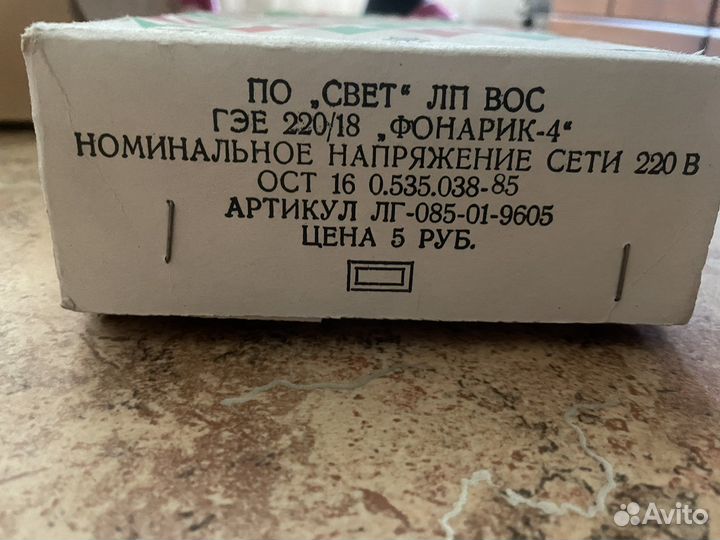 ПО „СВЕТ“ ЛП ВОС
ГЭЕ 220/18 „ФОНАРИК-4“
НОМИНАЛЬНОЕ НАПРЯЖЕНИЕ СЕТИ 220 В
ОСТ 16 0.535.038-85
АРТИКУЛ ЛГ-085-01-9605
ЦЕНА 5 РУБ.
Avito